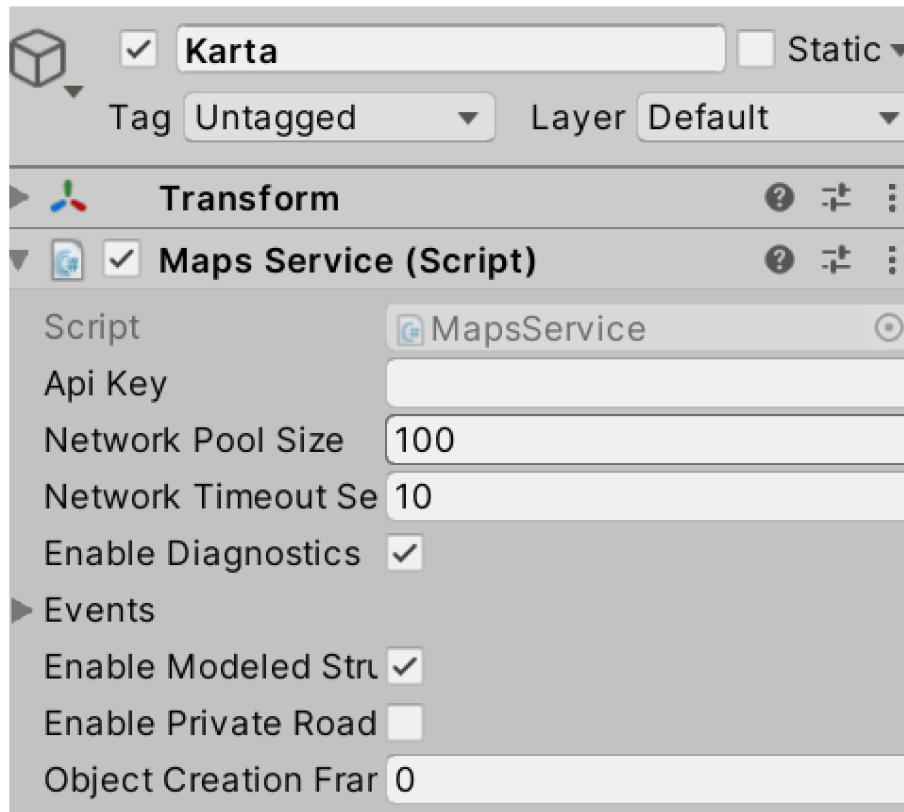 Karta Static
Tag Untagged Layer Default
Transform
Maps Service (Script)
Script MapsService
Api Key
Network Pool Size 100
Network Timeout Se 10
Enable Diagnostics
Events
Enable Modeled Stru
Enable Private Road
Object Creation Frar 0